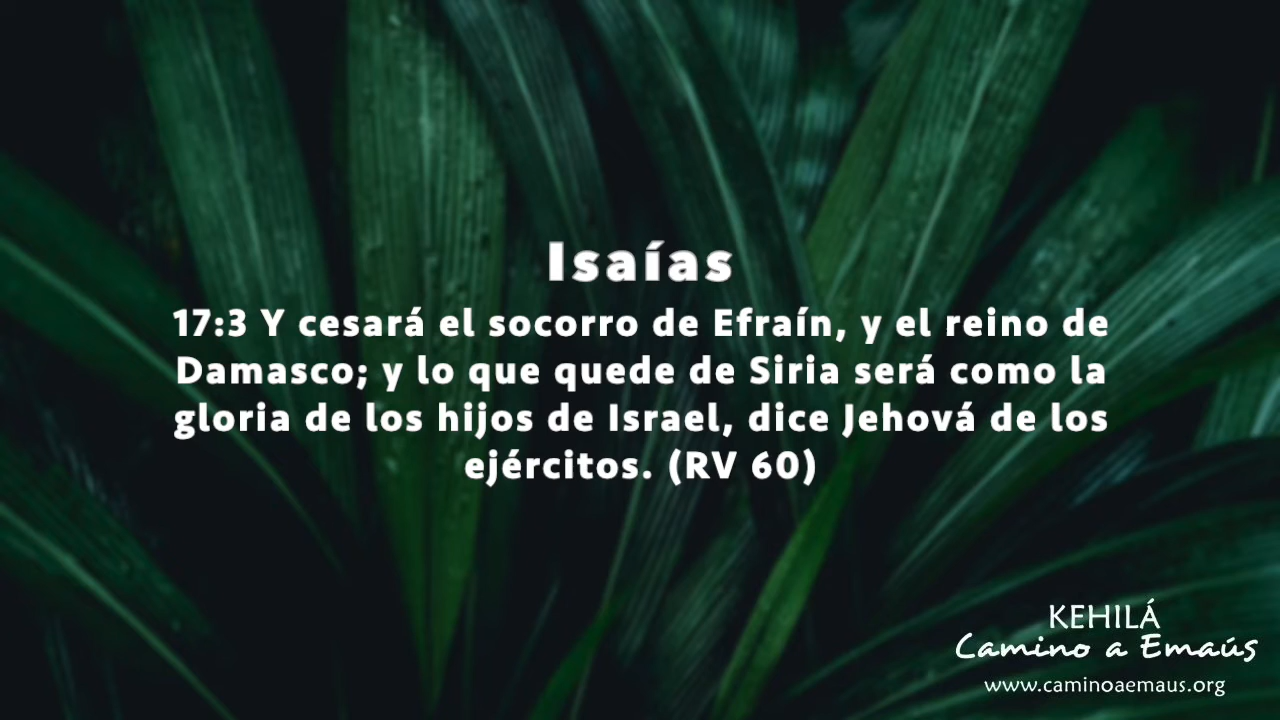 Isaías
17:3 Y cesará el socorro de Efraín, y el reino de
Damasco; y lo que quede de Siria será como la
gloria de los hijos de Israel, dice Jehová de los
ejércitos. (RV 60)
KEHILÁ
Camino a Emaús
www.caminoaemaus.org